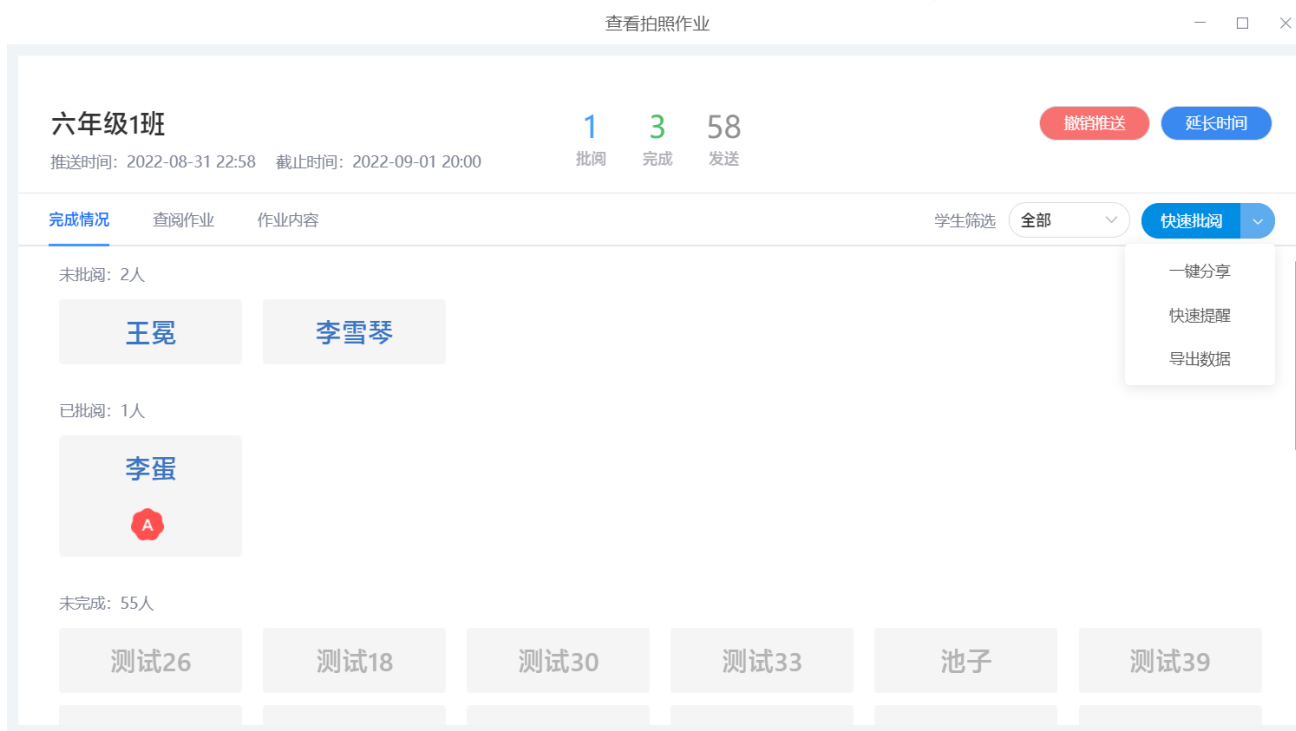 查看拍照作业
六年级1班
推送时间：2022-08-31 22:58 截止时间：2022-09-01 20:00
1 3 58
批阅 完成 发送
撤销推送 延长时间
完成情况 查阅作业 作业内容
学生筛选 全部 快速批阅
一键分享
快速提醒
导出数据
未批阅：2人
王冕 李雪琴
已批阅：1人
李蛋
A
未完成：55人
测试26 测试18 测试30 测试33 池子 测试39